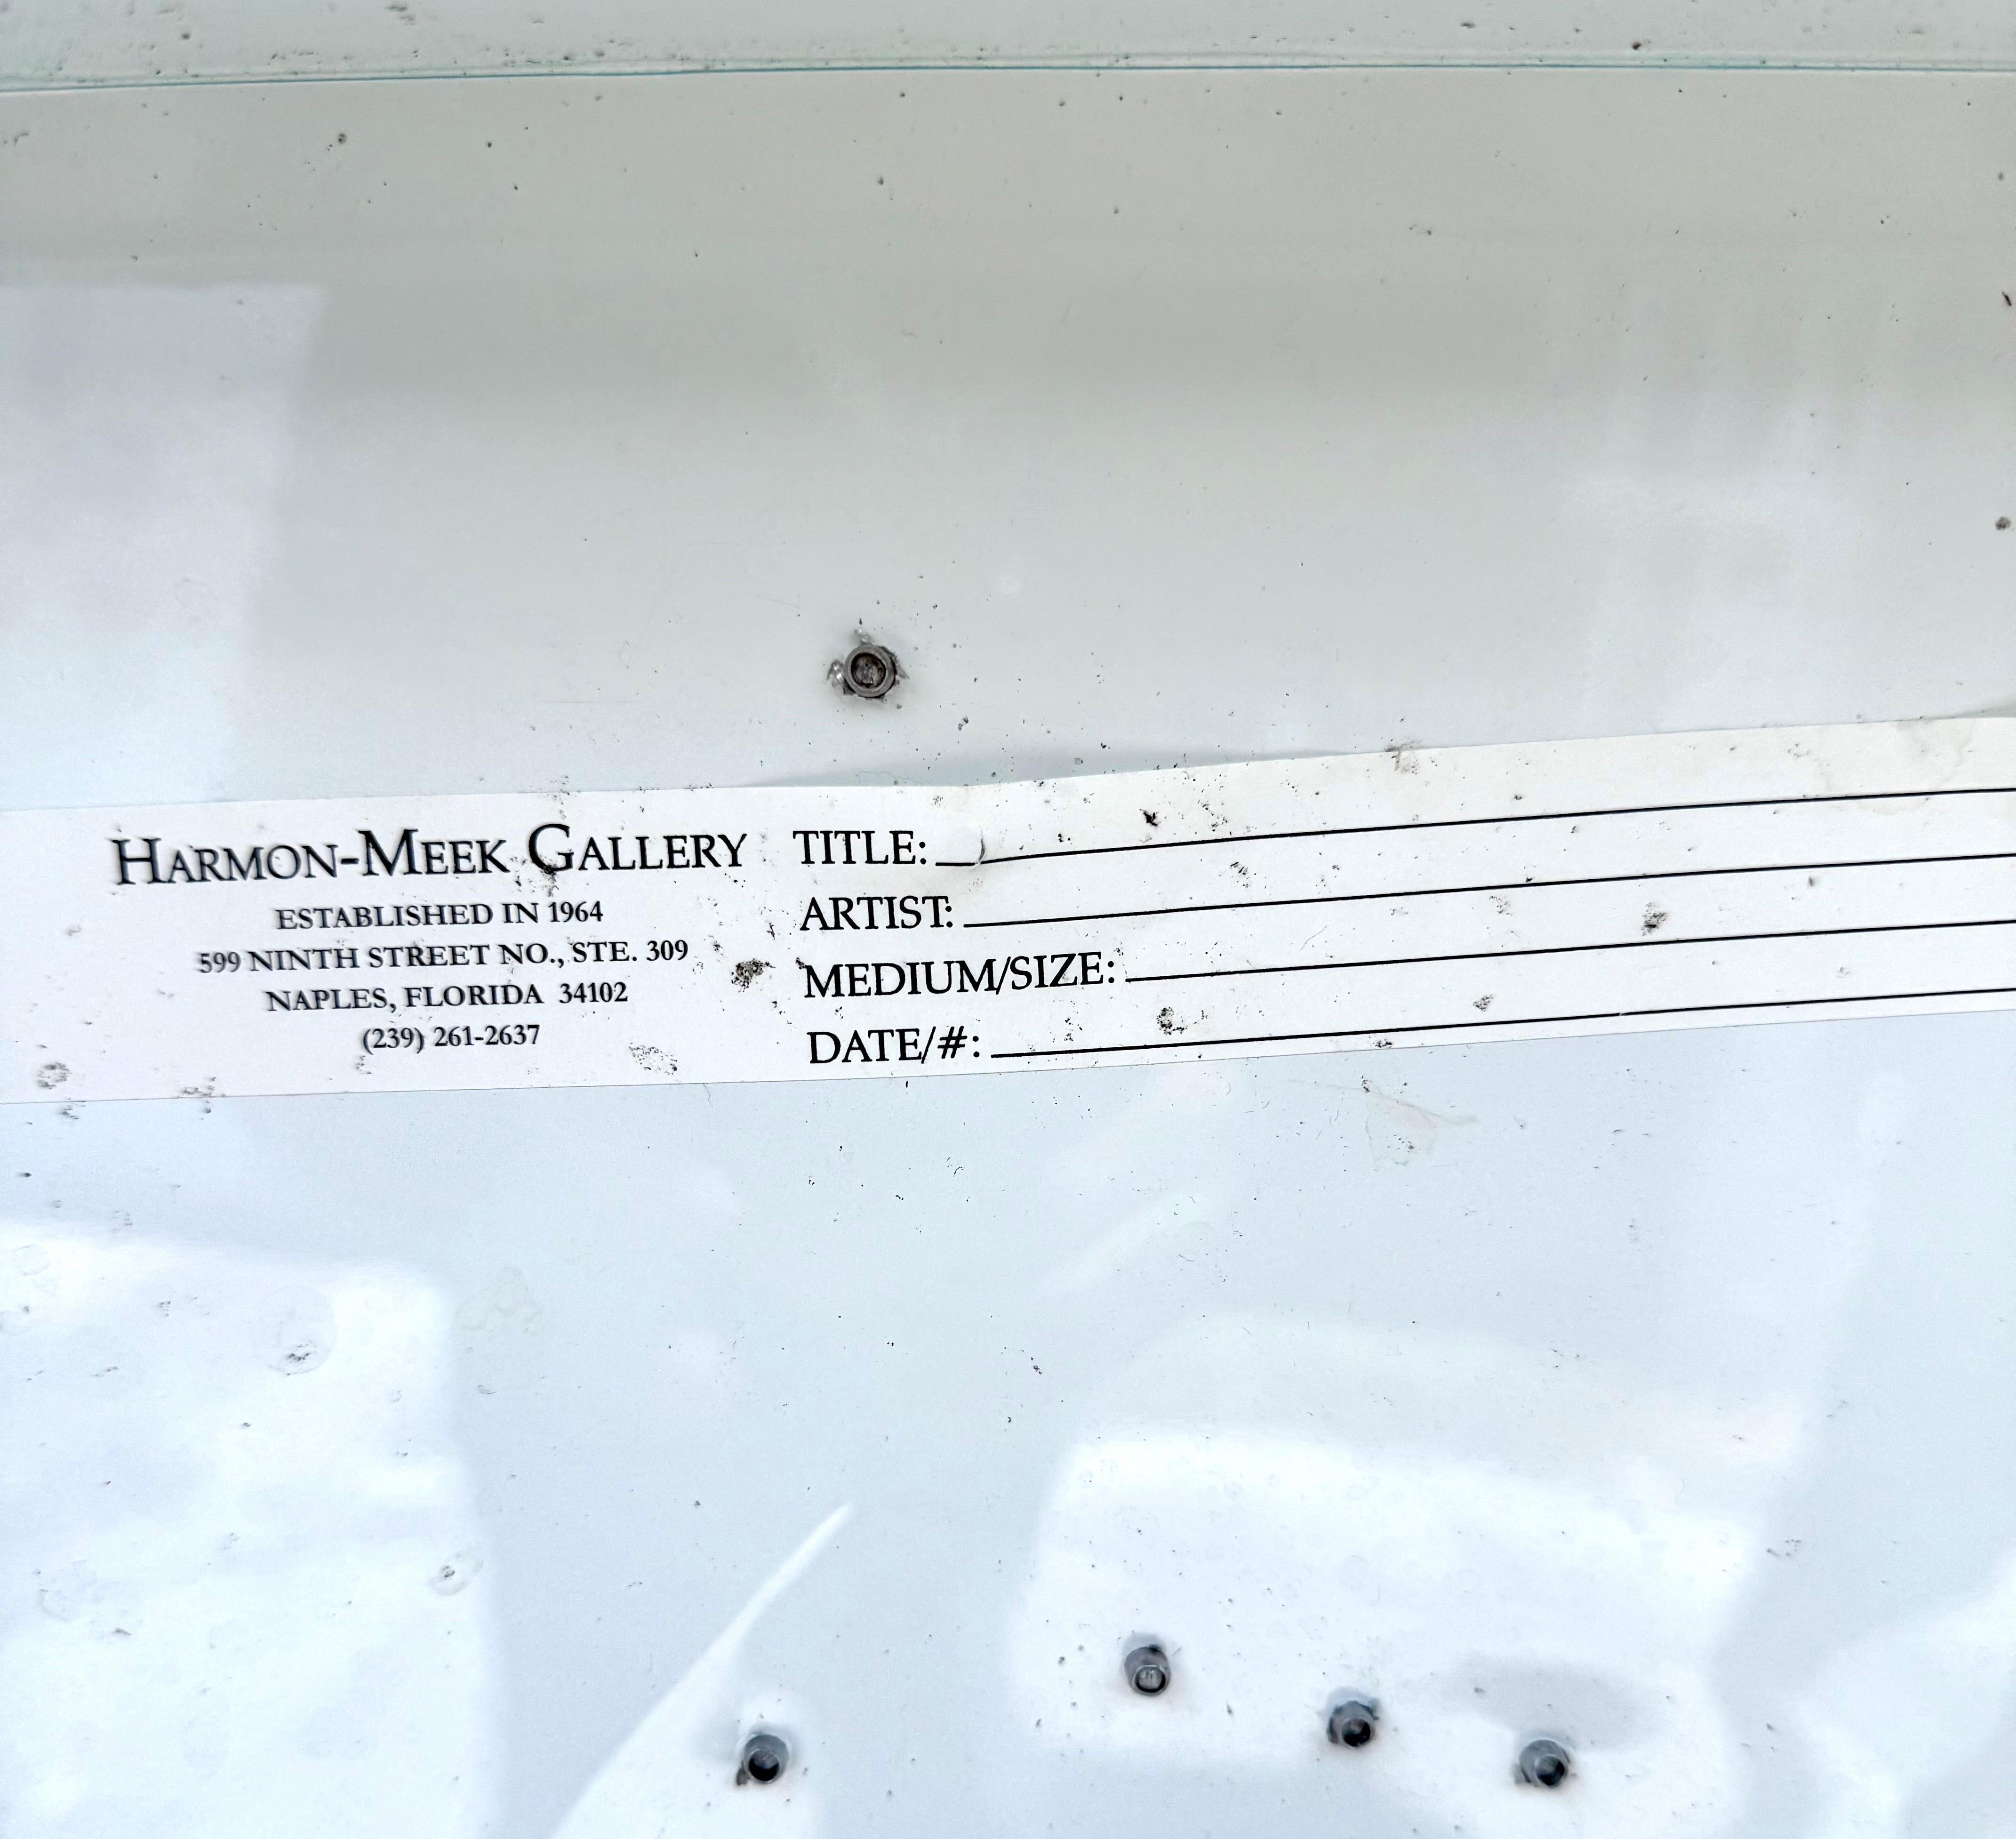 HARMON-MEEK GALLERY
ESTABLISHED IN 1964
599 NINTH STREET NO., STE. 309
NAPLES, FLORIDA 34102
(239) 261-2637
TITLE:
ARTIST:
MEDIUM/SIZE:
DATE/#: